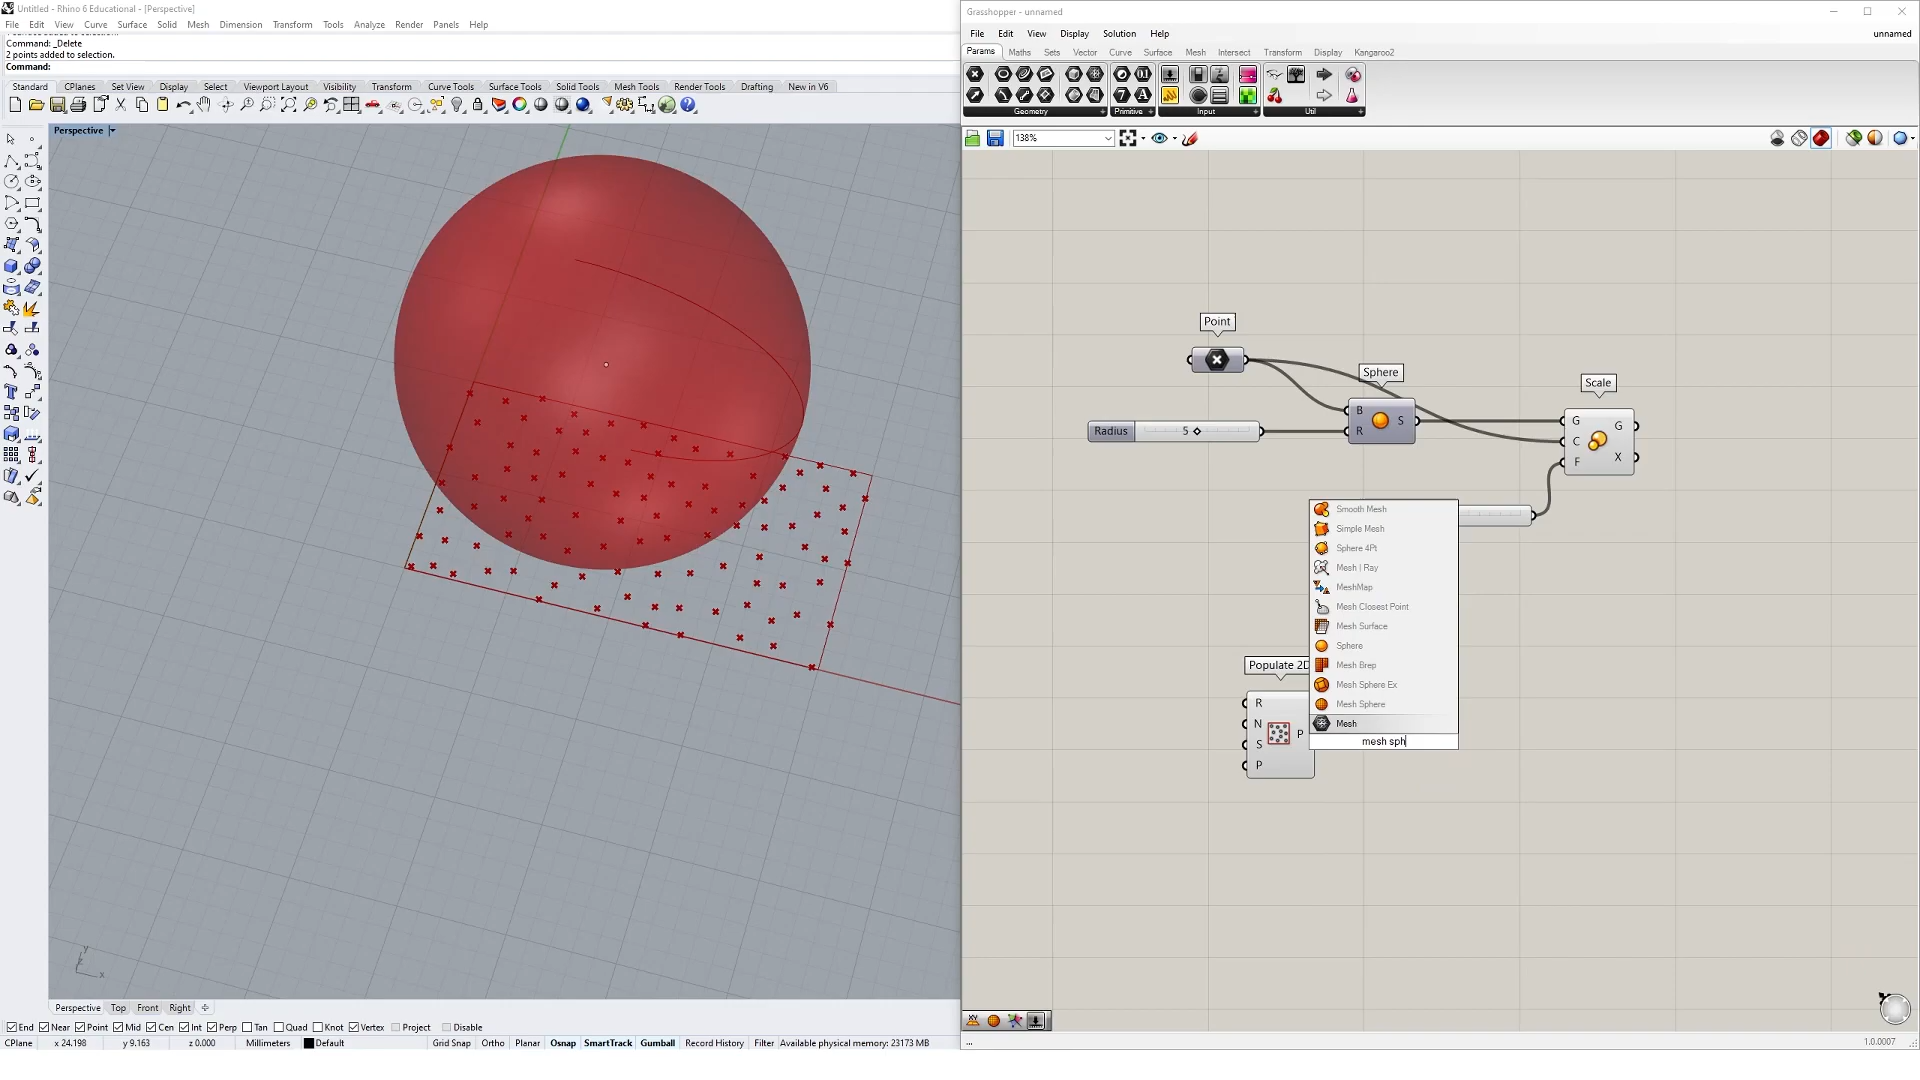 Untitled - Rhino 6 Educational - [Perspective]
File Edit View Curve Surface Solid Mesh Dimension Transform Tools Analyze Render Panels Help
Command: _Delete
2 points added to selection.
Command:
Standard CPlanes Set View Display Select Viewport Layout Visibility Transform Curve Tools Surface Tools Solid Tools Mesh Tools Render Tools Drafting New in V6
Perspective
y
z
x
Perspective Top Front Right
End Near Point Mid Cen Int Perp Tan Quad Knot Vertex Project Disable
CPlane x 24.198 y 9.163 z 0.000 Millimeters Default Grid Snap Ortho Planar Osnap SmartTrack Gumball Record History Filter Available physical memory: 23173 MB
Grasshopper - unnamed
File Edit View Display Solution Help unnamed
Params Maths Sets Vector Curve Surface Mesh Intersect Transform Display Kangaroo2
Geometry Primitive Input Util
138%
Point
Sphere
Scale
B
R
S
Radius 5
G
C
F
G
X
Smooth Mesh
Simple Mesh
Sphere 4Pt
Mesh | Ray
MeshMap
Mesh Closest Point
Mesh Surface
Sphere
Mesh Brep
Mesh Sphere Ex
Mesh Sphere
Mesh
mesh sph
Populate 2D
R
N
S
P
P
...
1.0.0007